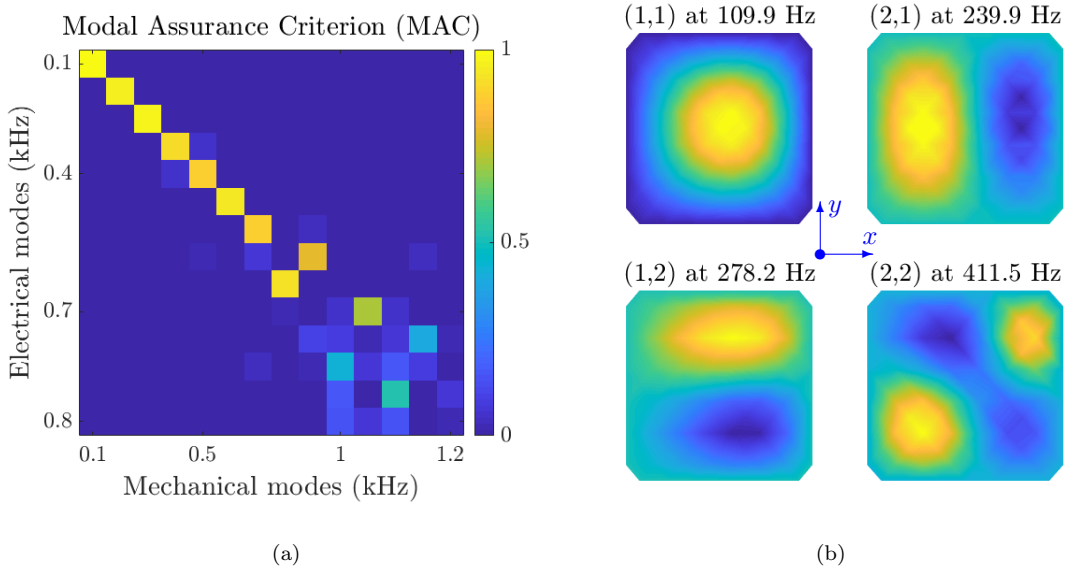 Modal Assurance Criterion (MAC)
0.1
0.4
0.7
0.8
Electrical modes (kHz)
0.1
0.5
1
1.2
Mechanical modes (kHz)
1
0.5
0
(a)
(1,1) at 109.9 Hz
(2,1) at 239.9 Hz
y
x
(1,2) at 278.2 Hz
(2,2) at 411.5 Hz
(b)